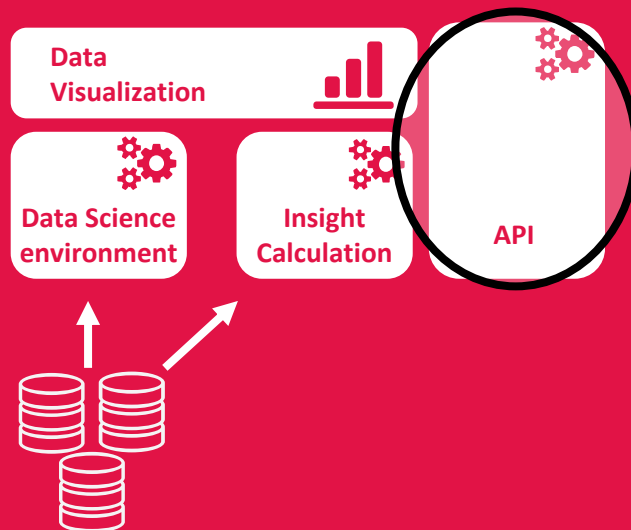 Data
Visualization
Data Science
environment
Insight
Calculation
API